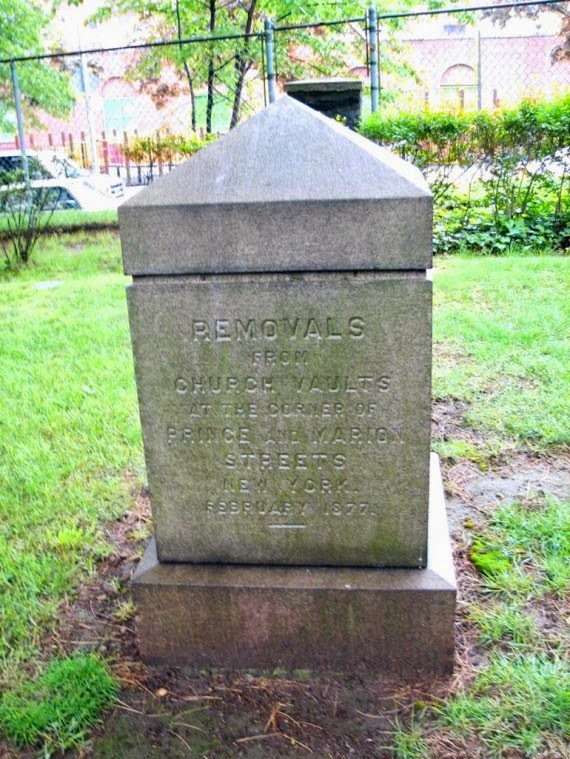 REMOVALS
FROM
CHURCH VAULTS
AT THE CORNER OF
PRINCE AND MARION
STREETS
NEW YORK.
FEBRUARY 1877.